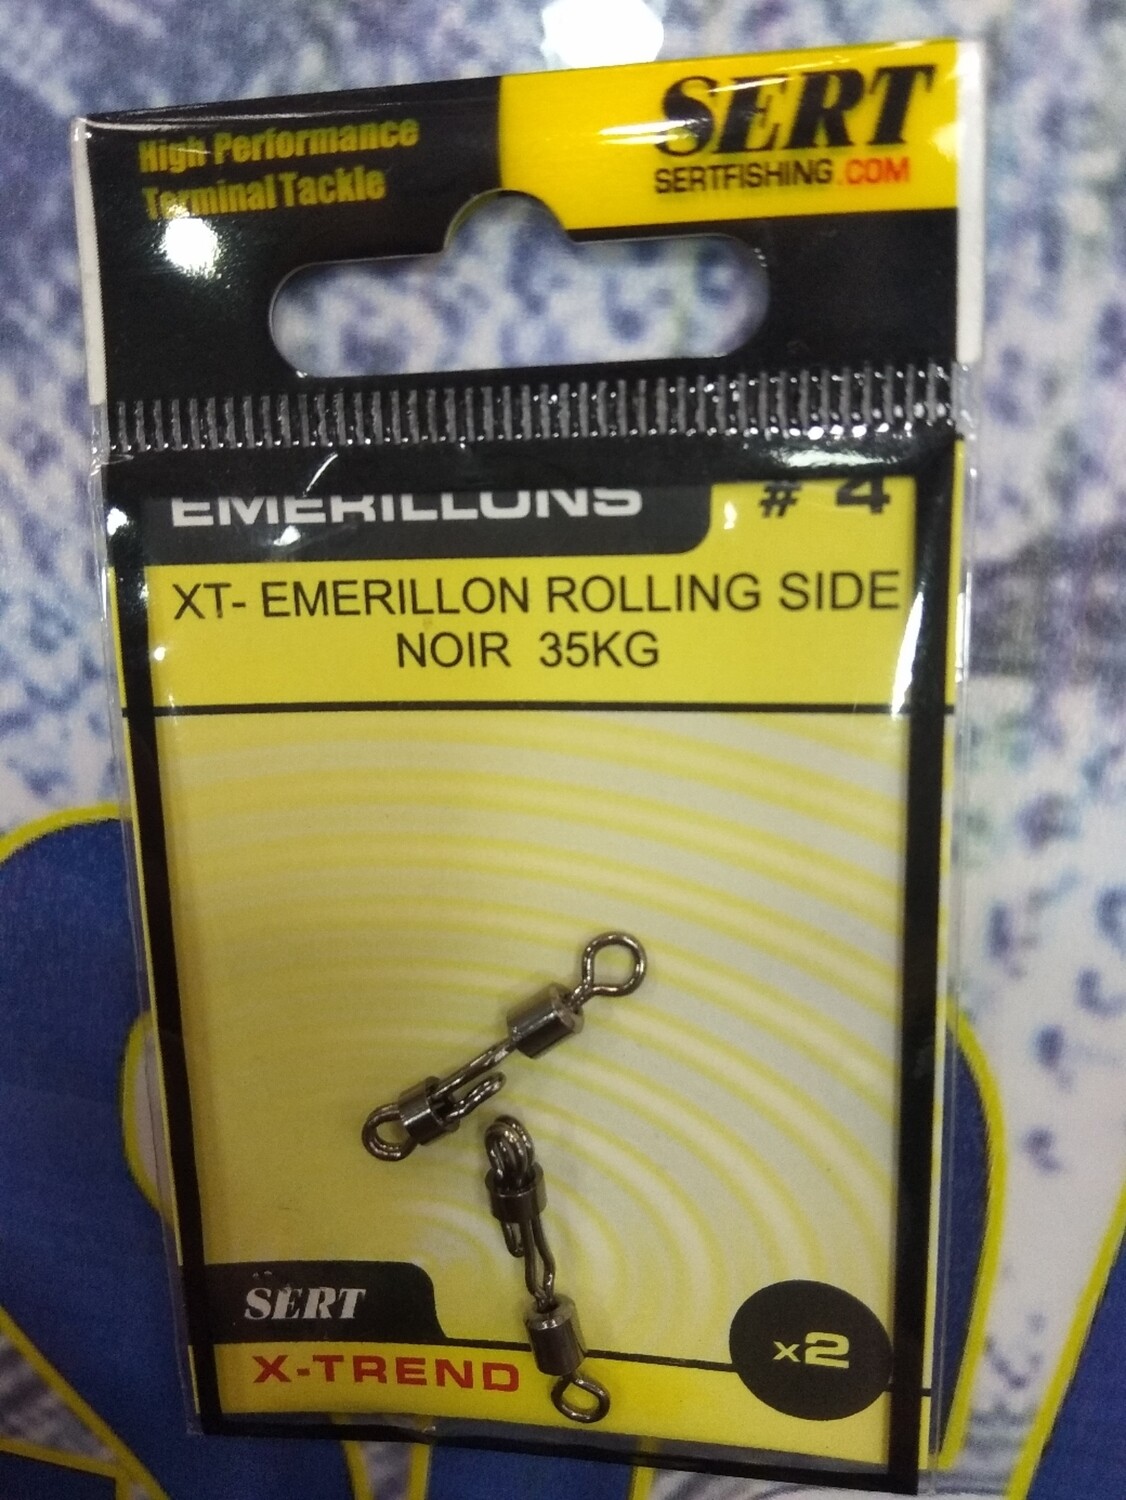 High Performance
Terminal Tackle
SERT
SERTFISHING.COM
EMERILLONS
# 4
XT- EMERILLON ROLLING SIDE
NOIR 35KG
SERT
X-TREND
x2